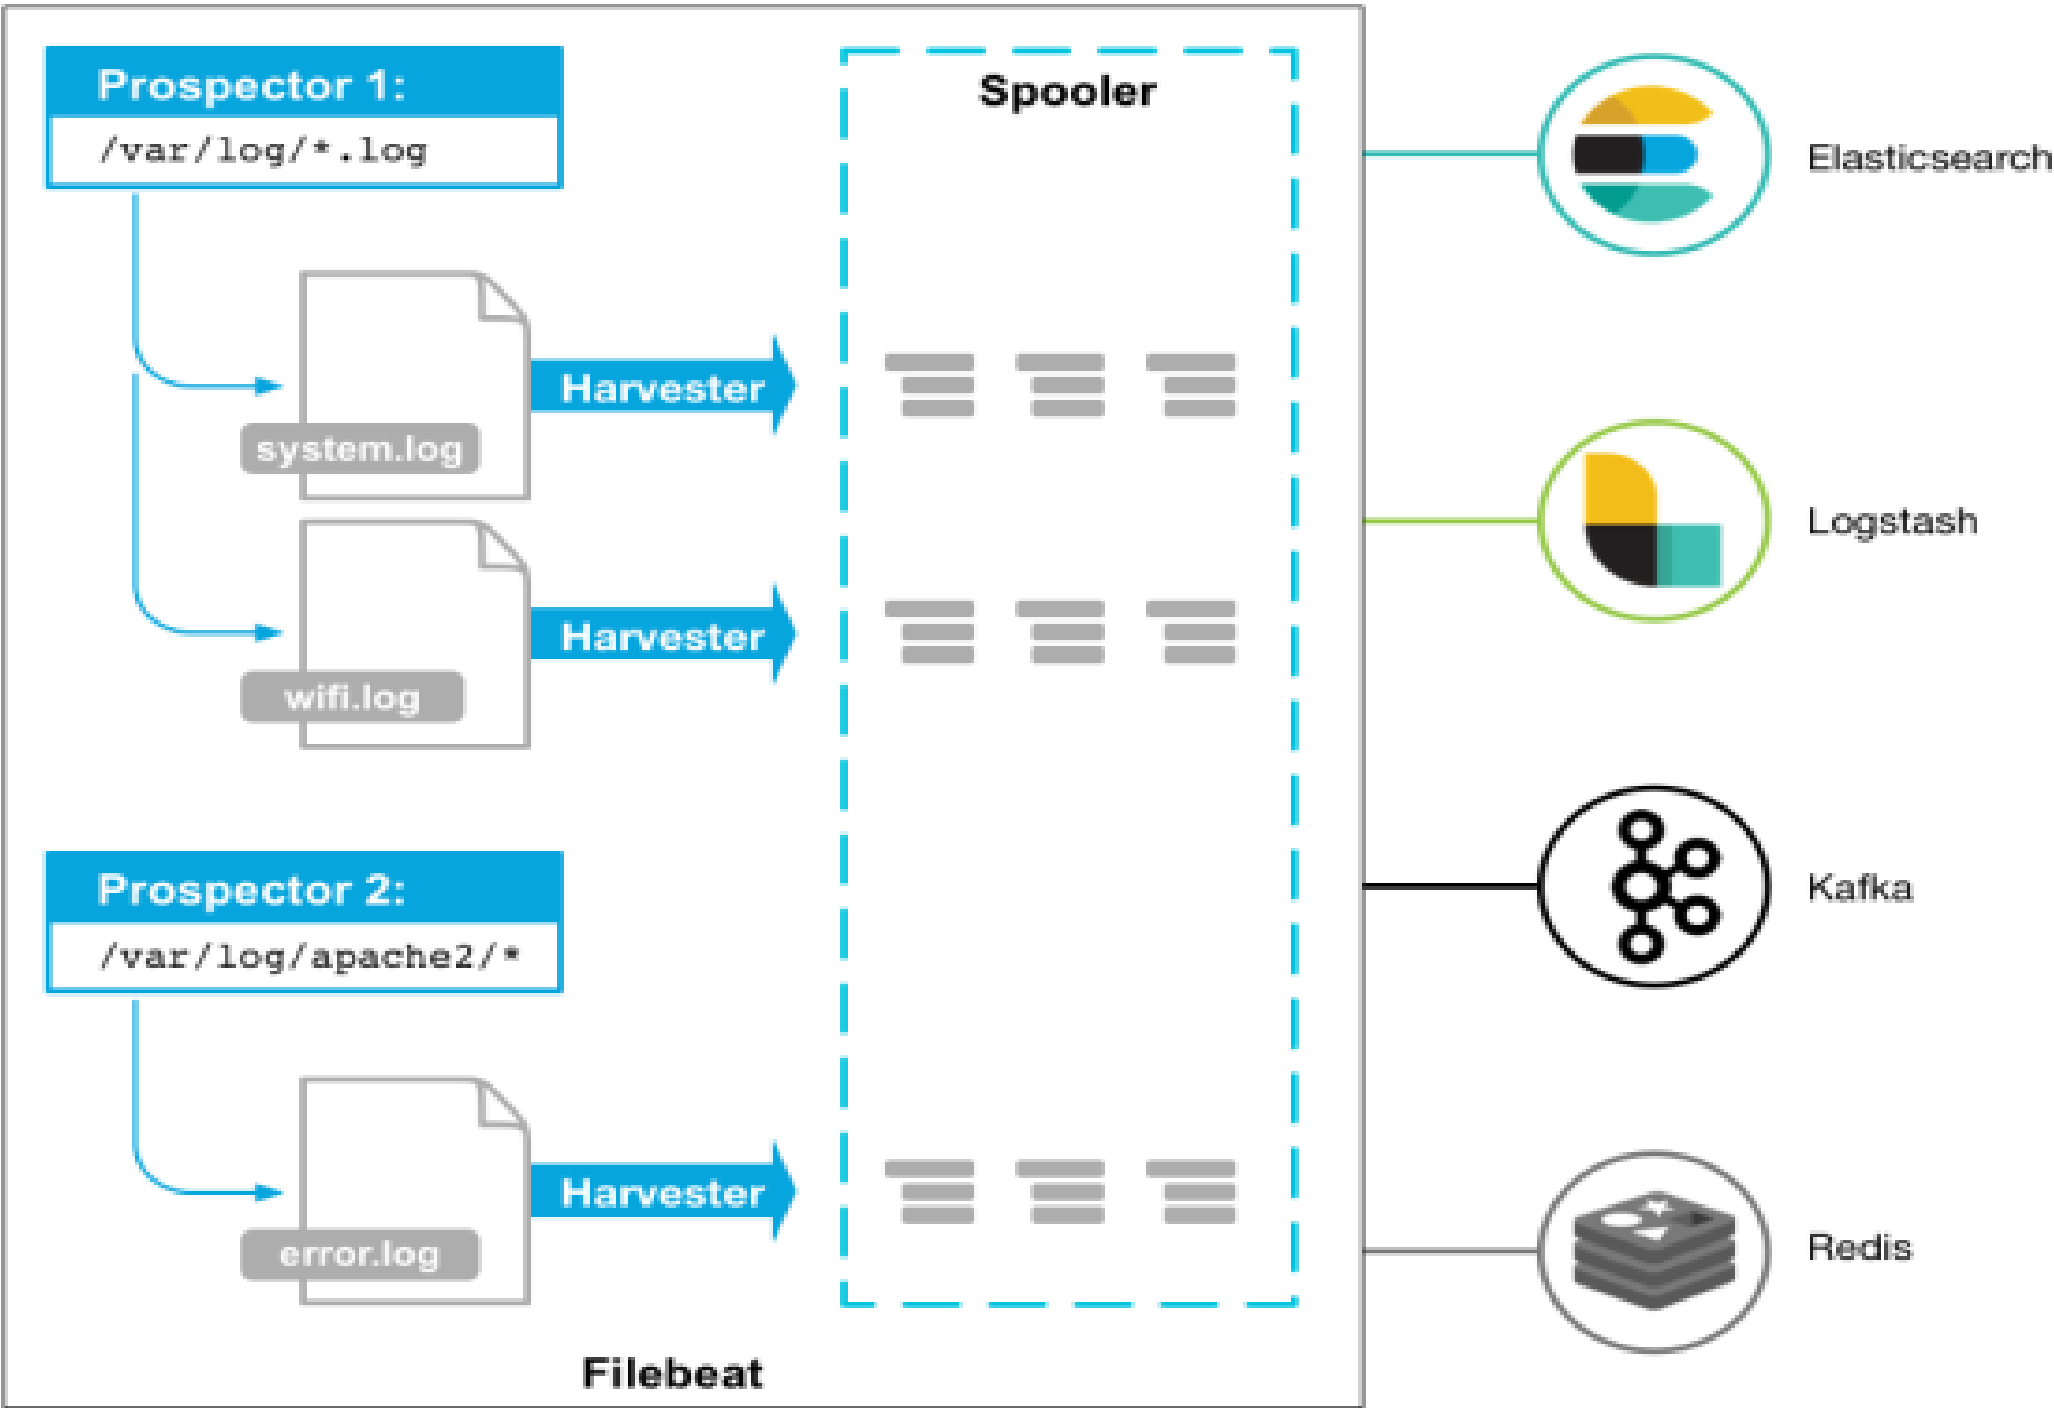 Prospector 1:
/var/log/*.log
system.log
Harvester
wifi.log
Harvester
Prospector 2:
/var/log/apache2/*
error.log
Harvester
Spooler
Filebeat
Elasticsearch
Logstash
Kafka
Redis